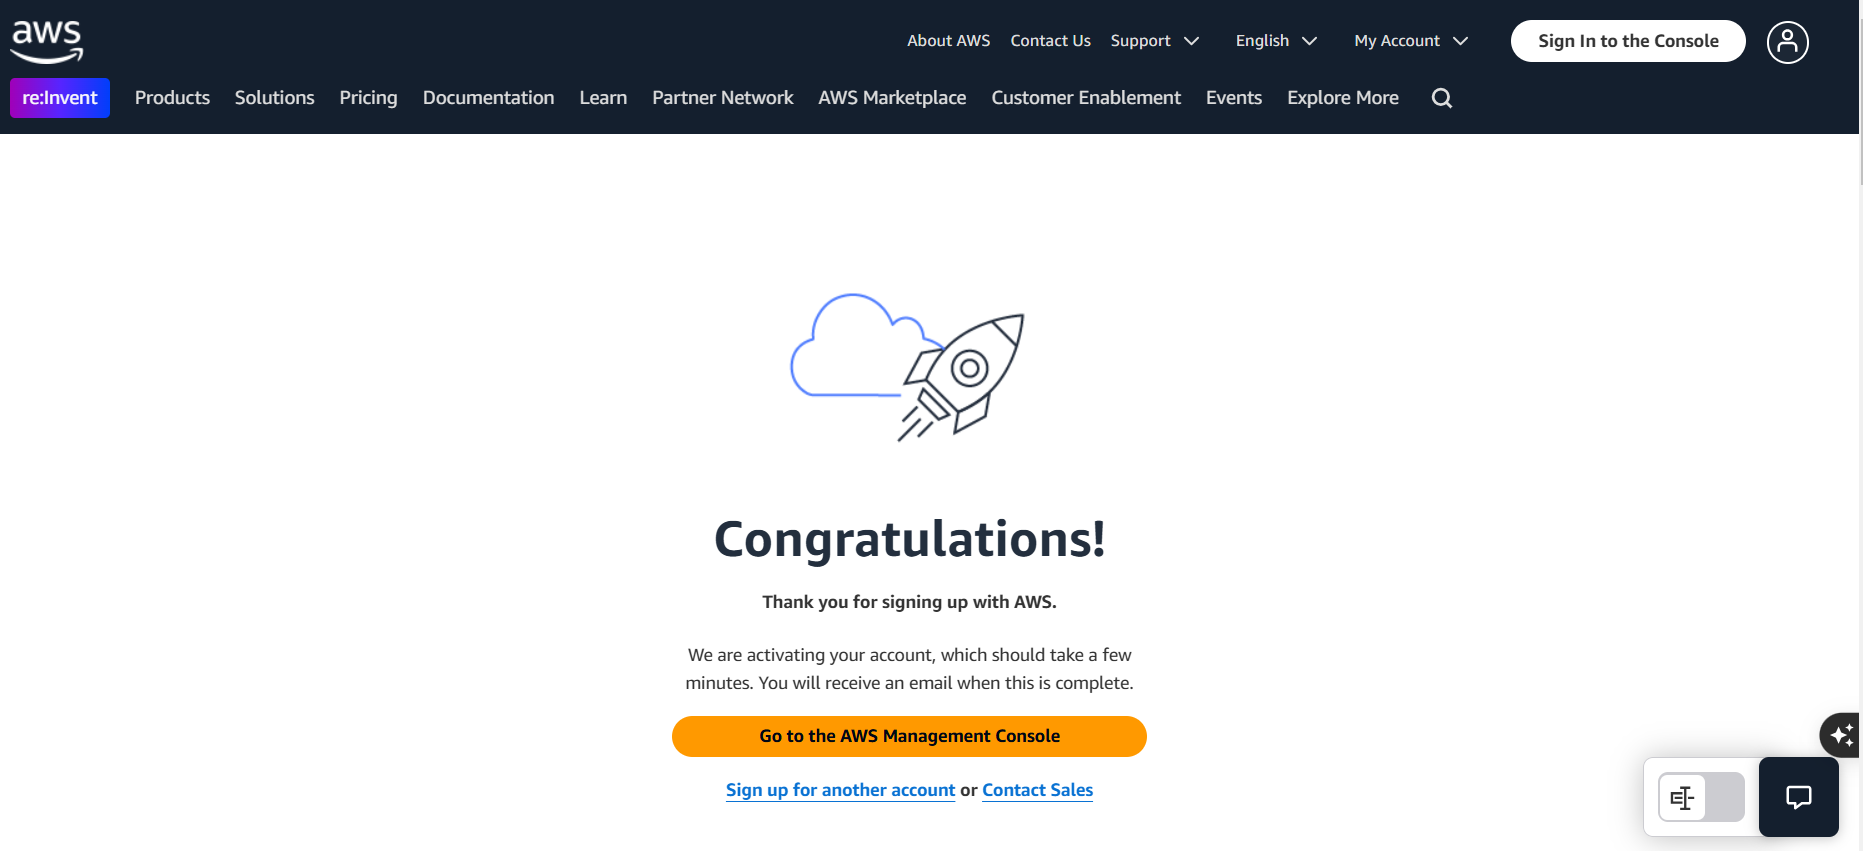 aws
About AWS Contact Us Support English My Account Sign In to the Console
re:Invent Products Solutions Pricing Documentation Learn Partner Network AWS Marketplace Customer Enablement Events Explore More
Congratulations!
Thank you for signing up with AWS.
We are activating your account, which should take a few
minutes. You will receive an email when this is complete.
Go to the AWS Management Console
Sign up for another account or Contact Sales